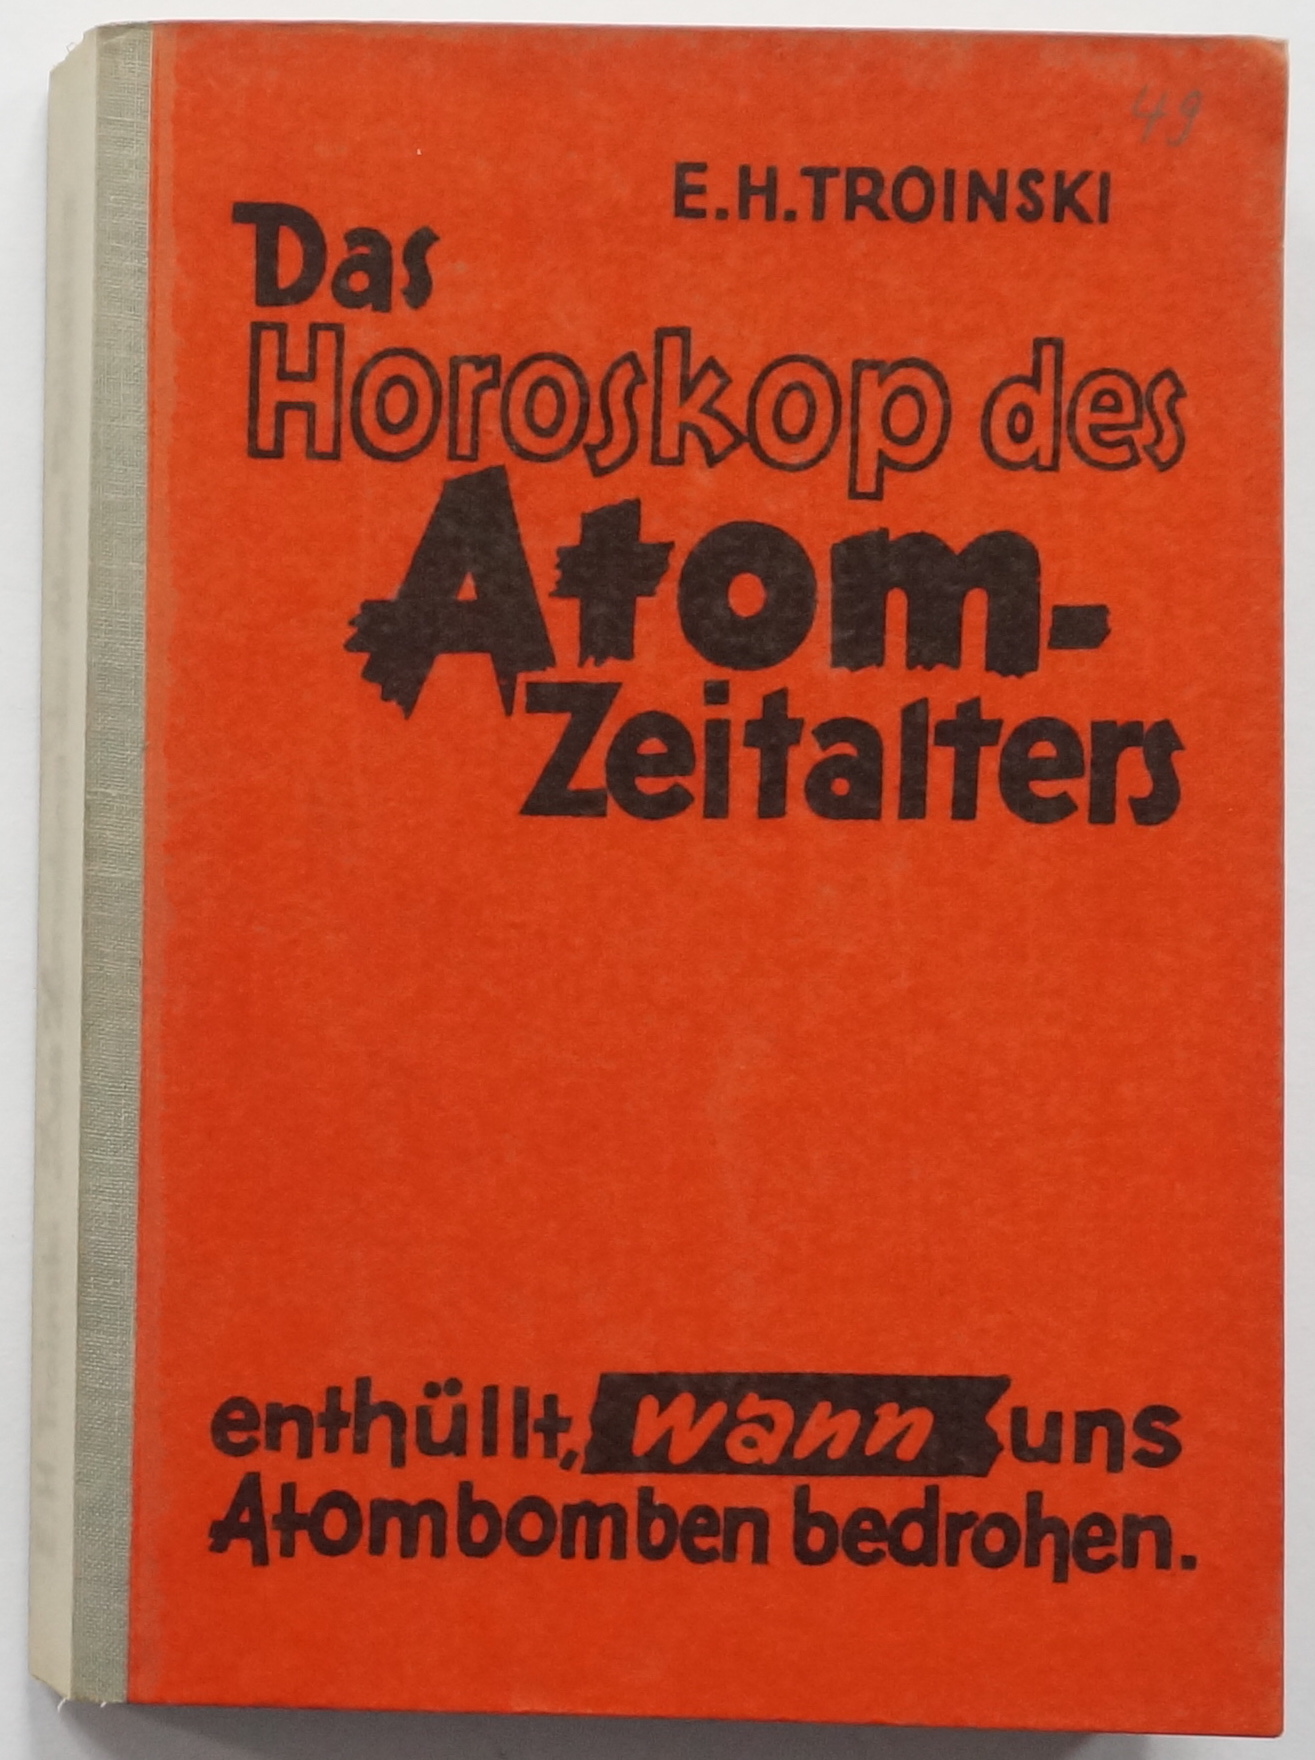 49
E.H.TROINSKI
Das
Horoskop des
Atom-
Zeitalters
enthüllt, wann uns
Atombomben bedrohen.